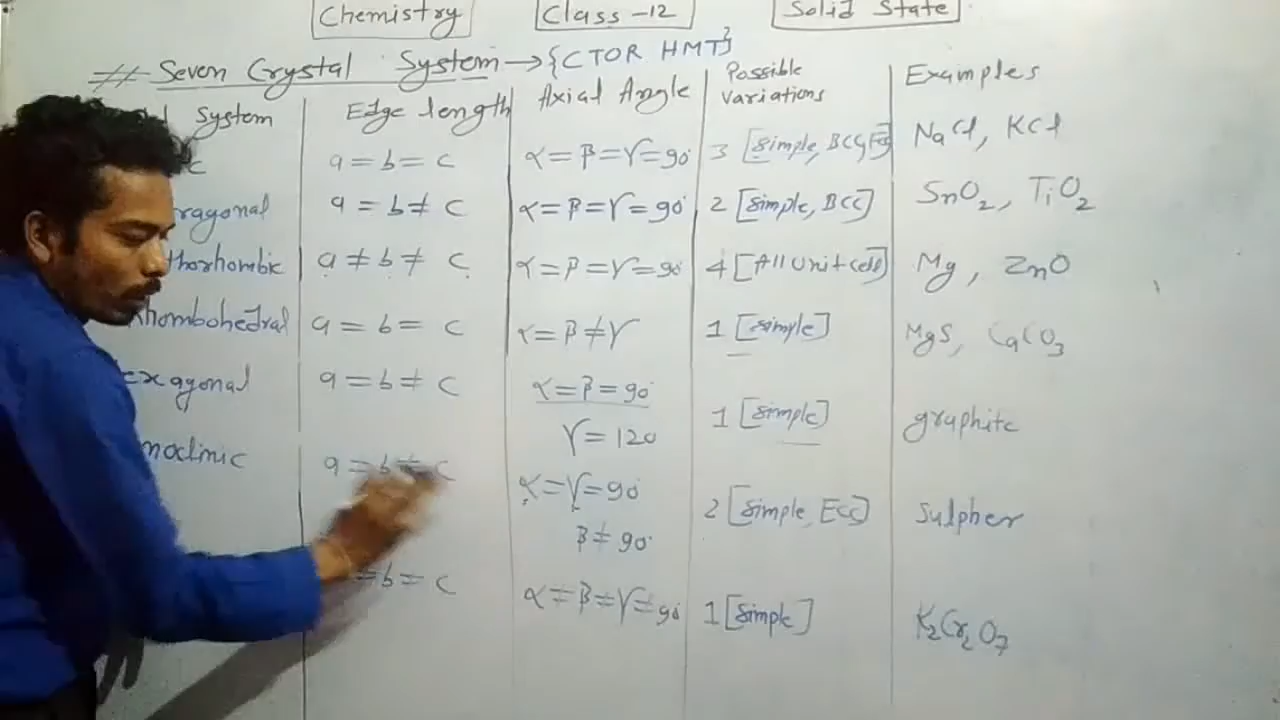 Chemistry Class-12 Solid State
Seven Crystal System → {CTOR HMT}
System Edge length Axial Angle Possible Variations Examples
c a = b = c α = β = γ = 90° 3 [Simple, BCC, Fcc] NaCl, KCl
ragonal a = b ≠ c α = β = γ = 90° 2 [Simple, BCC] SnO2, TiO2
thorhombic a ≠ b ≠ c α = β = γ = 90° 4 [All Unit Cell] Mg, ZnO
hombohedral a = b = c α = β ≠ γ 1 [Simple] MgS, CaCO3
exagonal a = b ≠ c α = β = 90° 1 [Simple] graphite
γ = 120
noclinic a = b ≠ c α = γ = 90 2 [Simple, ECC] Sulpher
β ≠ 90°
= b = c α ≠ β ≠ γ ≠ 90 1 [Simple] K2Cr2O7